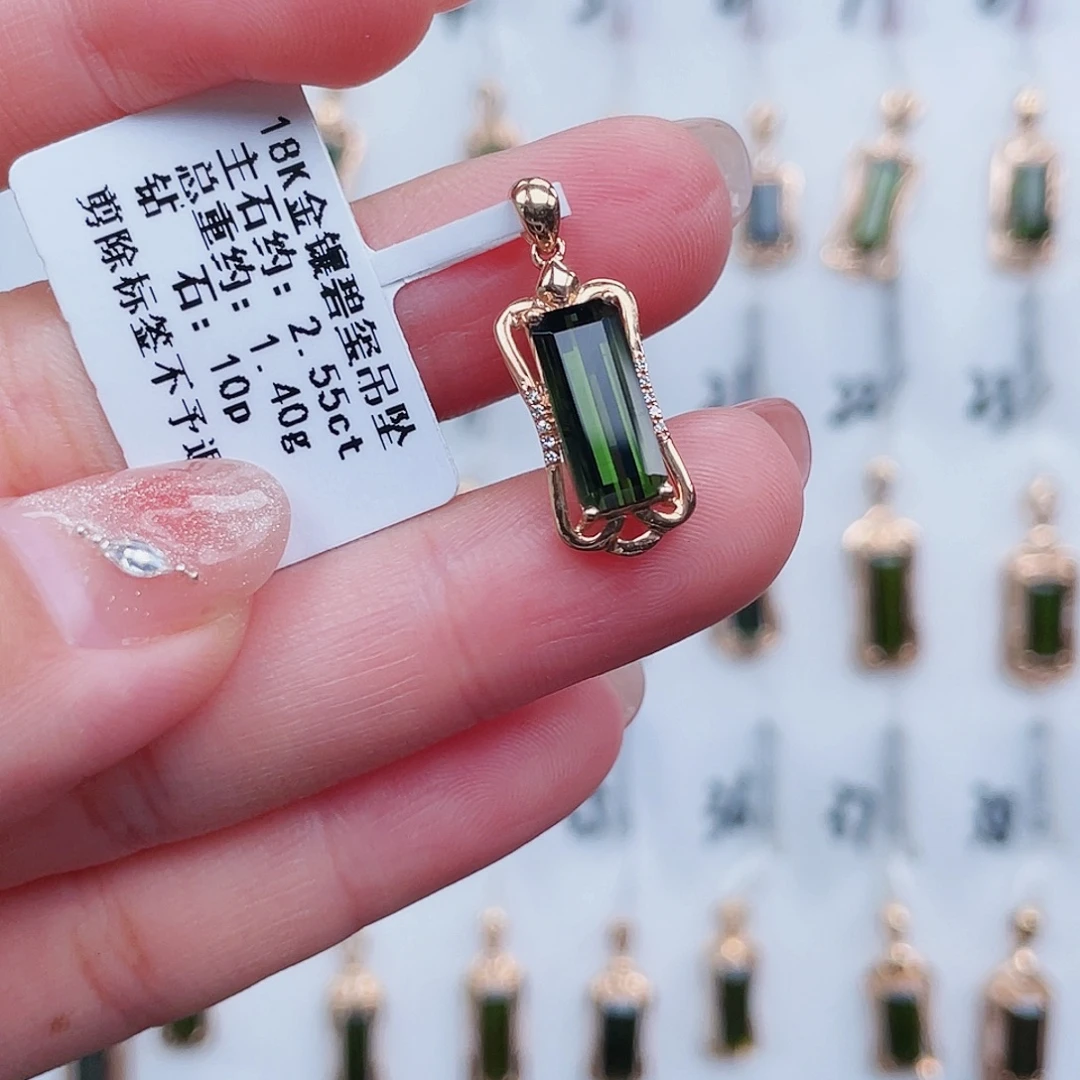 18K金镶碧玺吊坠
主石约: 2.55ct
总重约: 1.40g
钻 石: 10p
剪除标签不予退